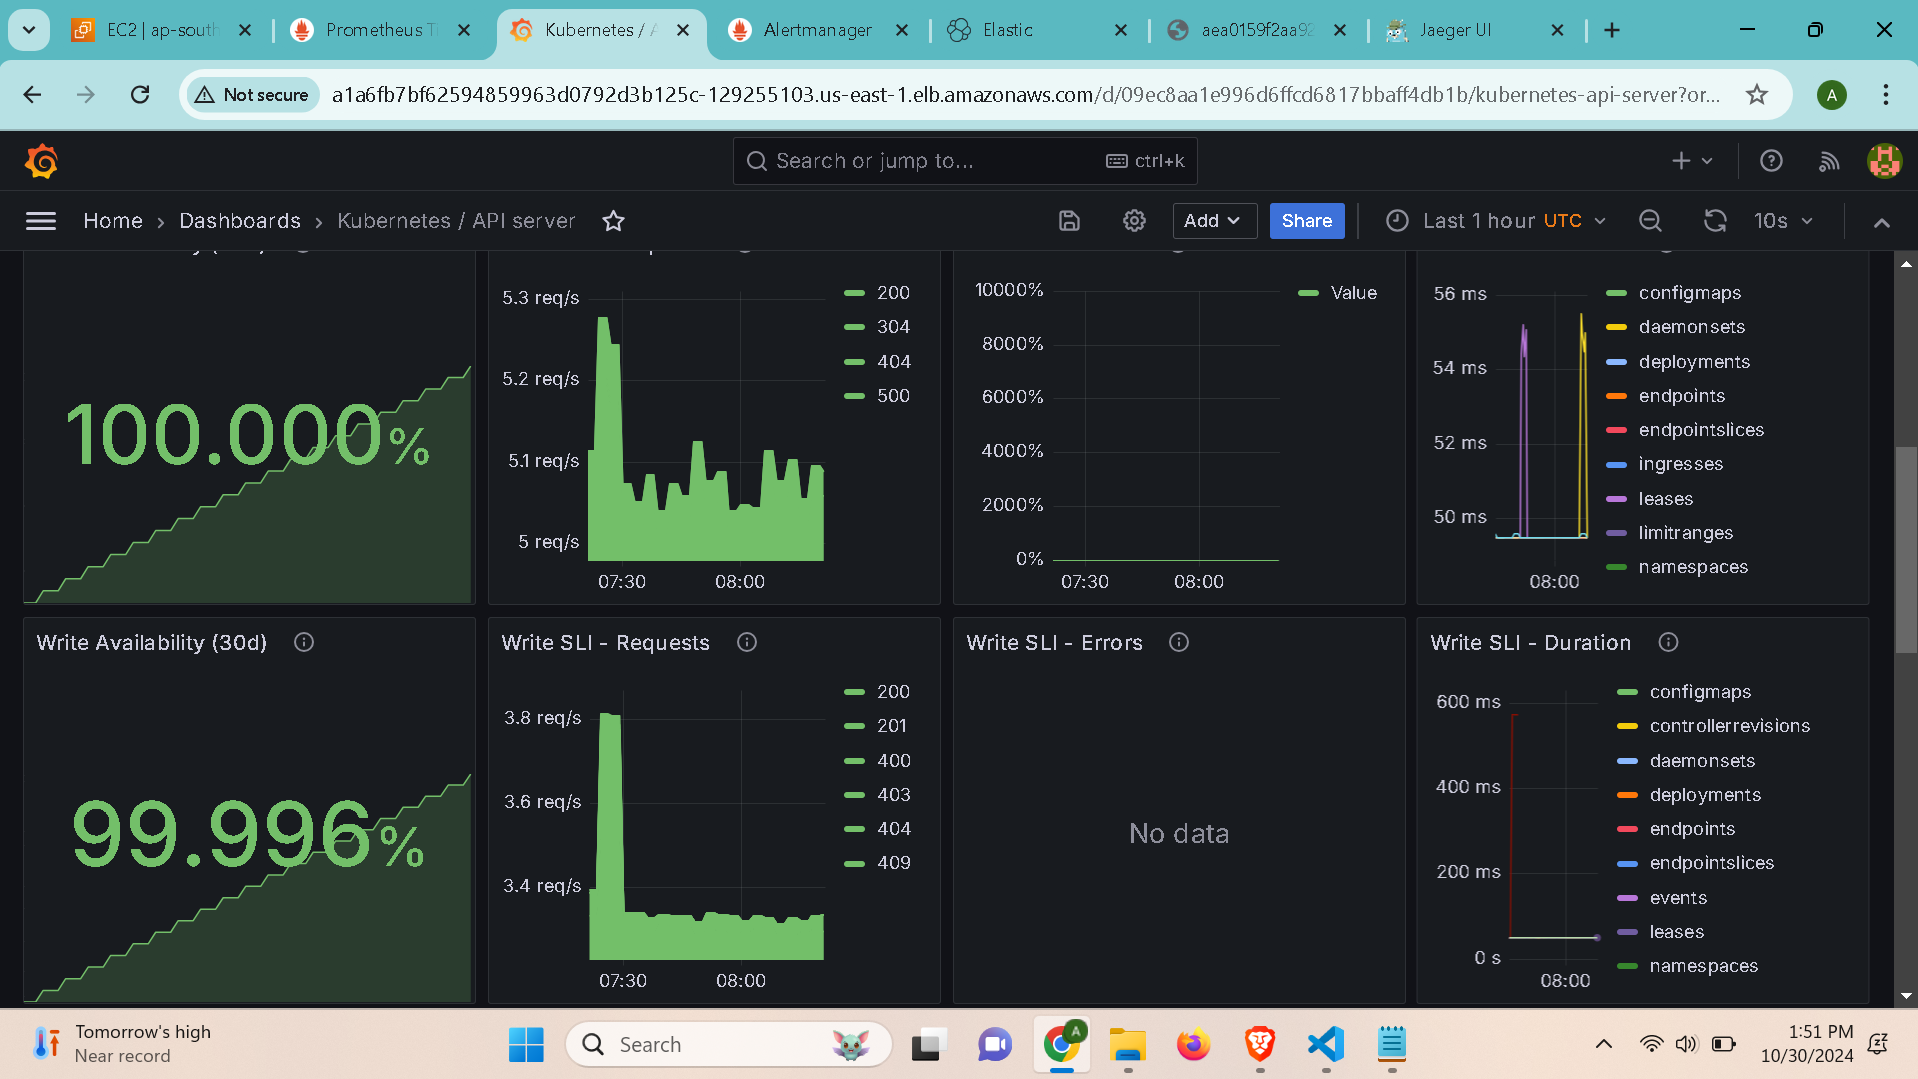 EC2 | ap-south
Prometheus Ti
Kubernetes / A
Alertmanager
Elastic
aea0159f2aa92
Jaeger UI
Not secure
a1a6fb7bf62594859963d0792d3b125c-129255103.us-east-1.elb.amazonaws.com/d/09ec8aa1e996d6ffcd6817bbaff4db1b/kubernetes-api-server?or...
A
Search or jump to...
ctrl+k
Home › Dashboards › Kubernetes / API server
Add
Share
Last 1 hour UTC
10s
100.000%
5.3 req/s
5.2 req/s
5.1 req/s
5 req/s
07:30
08:00
200
304
404
500
10000%
8000%
6000%
4000%
2000%
0%
07:30
08:00
Value
56 ms
54 ms
52 ms
50 ms
08:00
configmaps
daemonsets
deployments
endpoints
endpointslices
ingresses
leases
limitranges
namespaces
Write Availability (30d)
99.996%
Write SLI - Requests
3.8 req/s
3.6 req/s
3.4 req/s
07:30
08:00
200
201
400
403
404
409
Write SLI - Errors
No data
Write SLI - Duration
600 ms
400 ms
200 ms
0 s
08:00
configmaps
controllerrevisions
daemonsets
deployments
endpoints
endpointslices
events
leases
namespaces
Tomorrow's high
Near record
Search
A
1:51 PM
10/30/2024